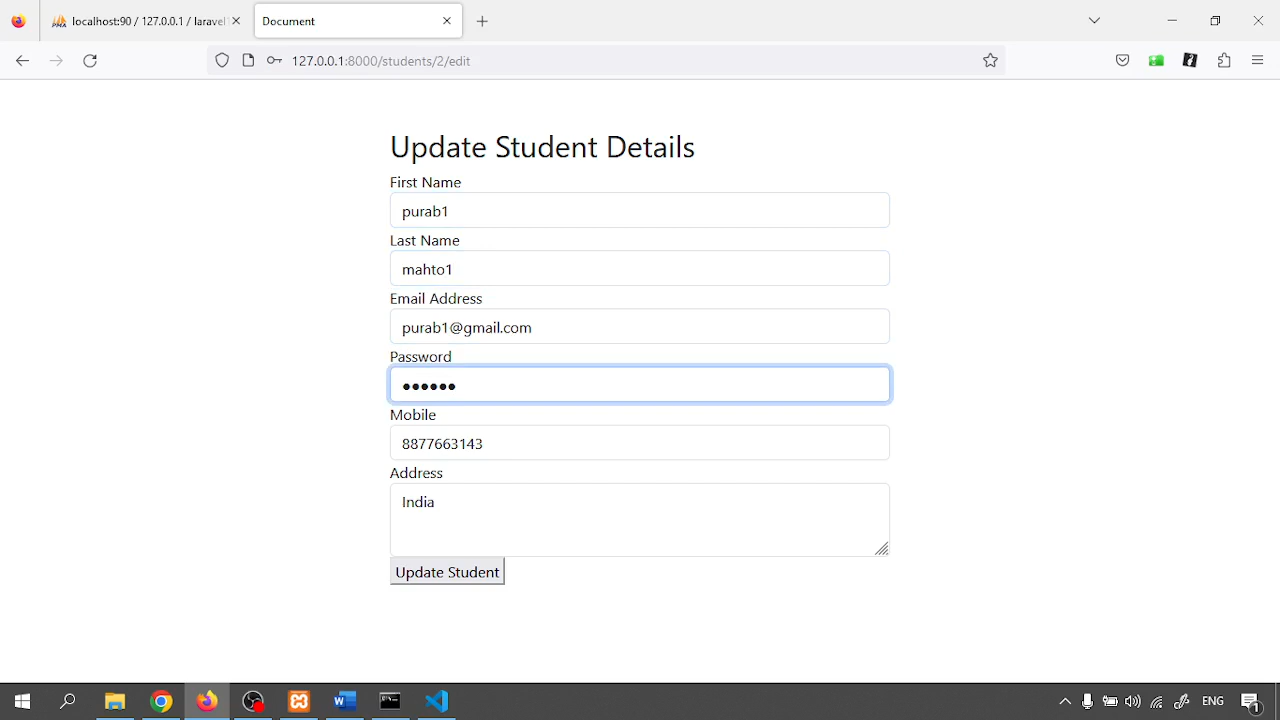 localhost:90 / 127.0.0.1 / laravel
Document
127.0.0.1:8000/students/2/edit
Update Student Details
First Name
purab1
Last Name
mahto1
Email Address
purab1@gmail.com
Password
••••••
Mobile
8877663143
Address
India
Update Student
ENG
1